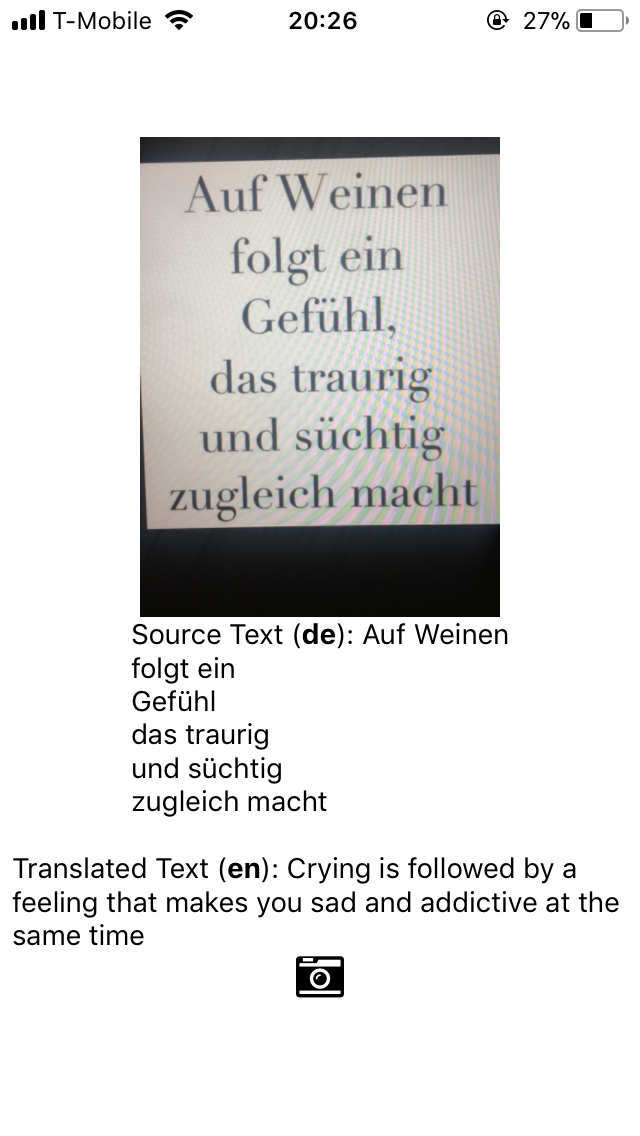 T-Mobile 20:26 27%
Auf Weinen
folgt ein
Gefühl,
das traurig
und süchtig
zugleich macht
Source Text (de): Auf Weinen
folgt ein
Gefühl
das traurig
und süchtig
zugleich macht
Translated Text (en): Crying is followed by a
feeling that makes you sad and addictive at the
same time